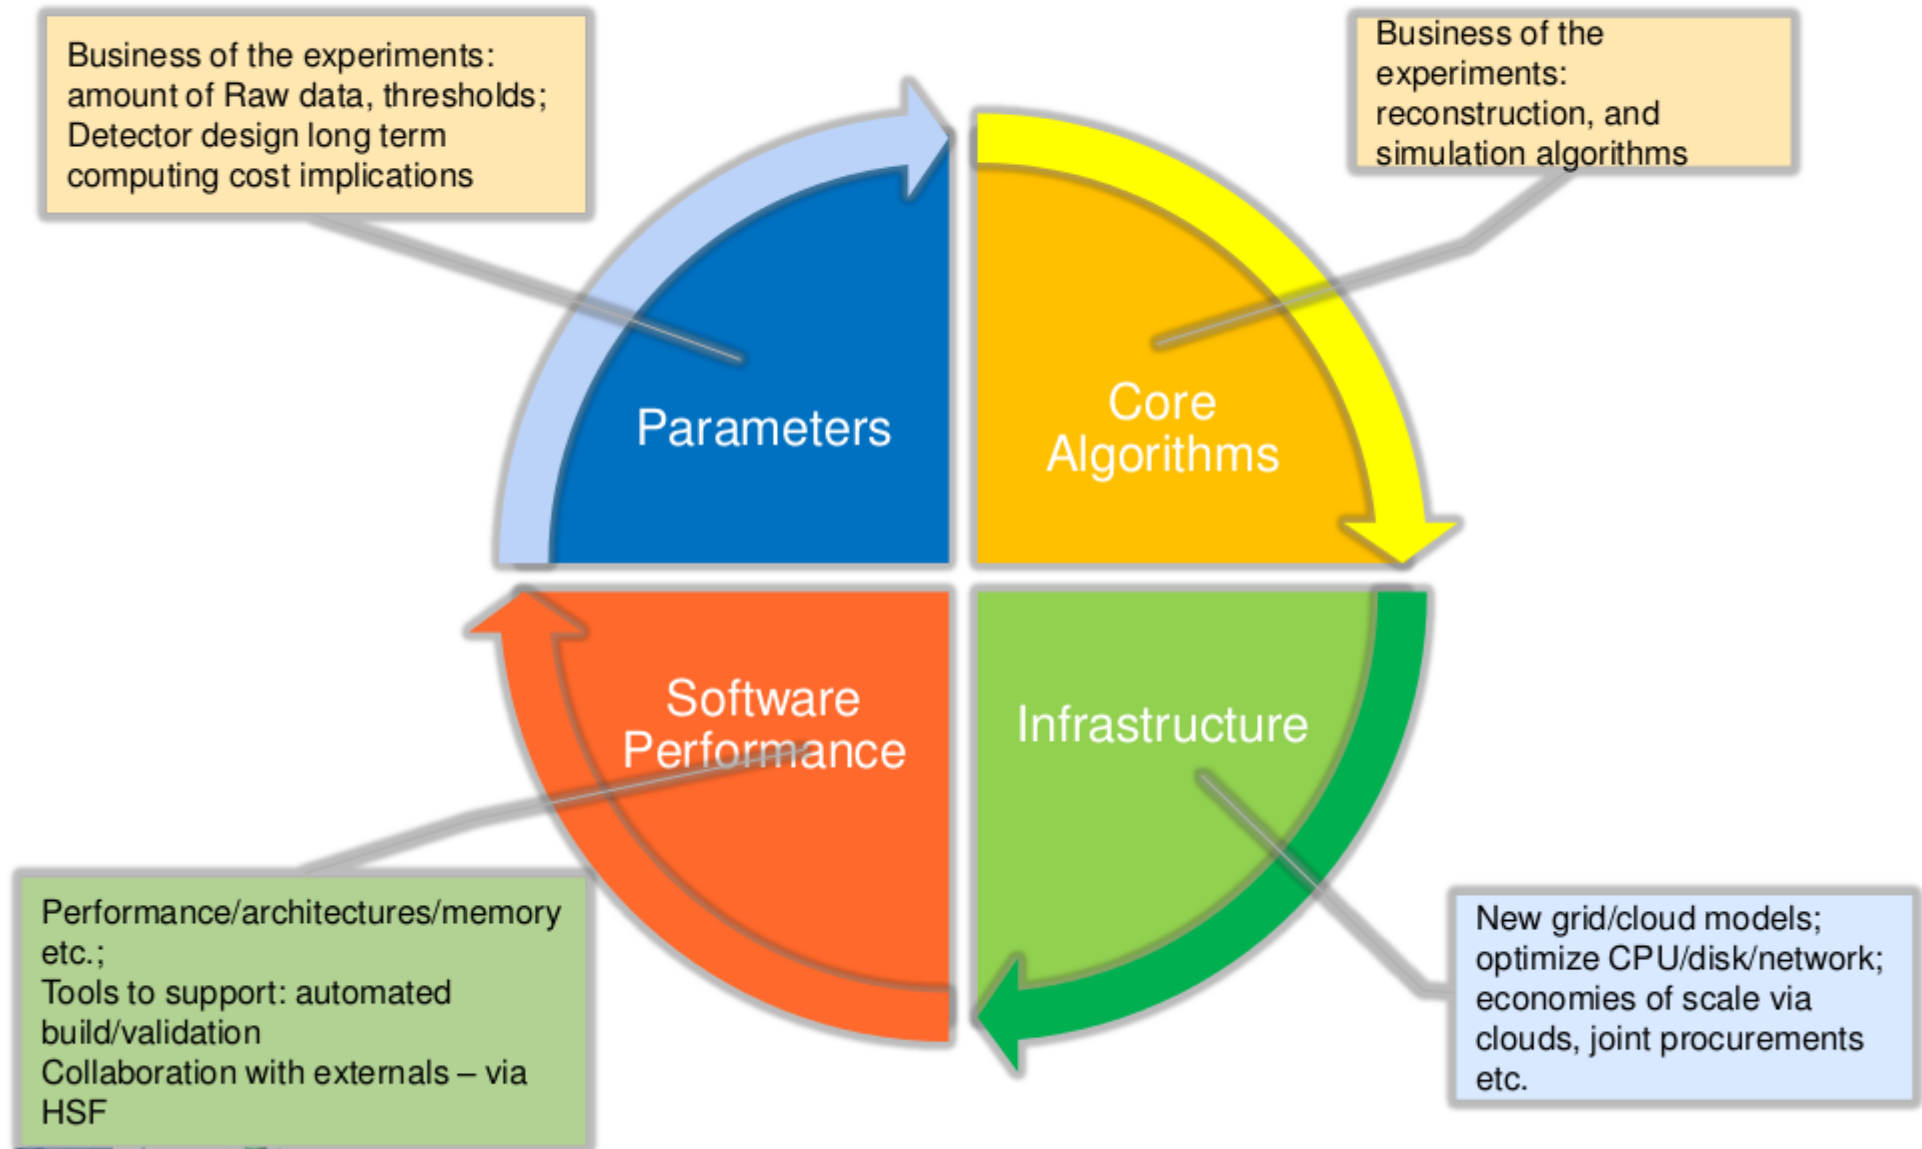 Business of the experiments:
amount of Raw data, thresholds;
Detector design long term
computing cost implications
Business of the
experiments:
reconstruction, and
simulation algorithms
Parameters
Core
Algorithms
Software
Performance
Infrastructure
Performance/architectures/memory
etc.;
Tools to support: automated
build/validation
Collaboration with externals – via
HSF
New grid/cloud models;
optimize CPU/disk/network;
economies of scale via
clouds, joint procurements
etc.